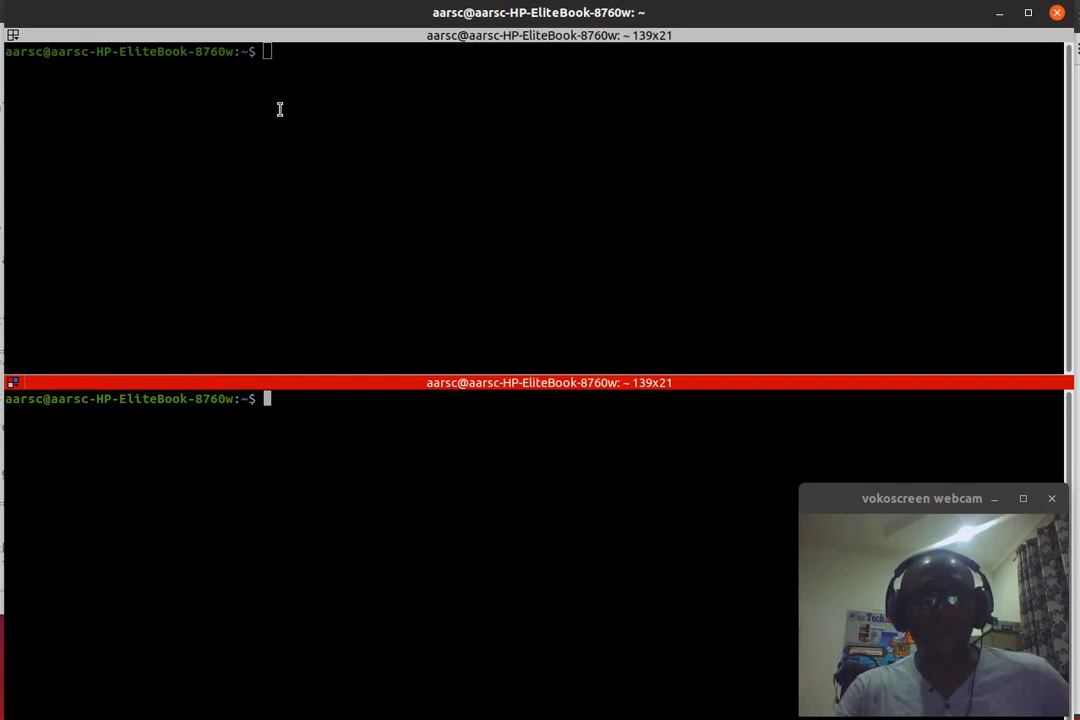 aarsc@aarsc-HP-EliteBook-8760w: ~
aarsc@aarsc-HP-EliteBook-8760w: ~ 139x21
aarsc@aarsc-HP-EliteBook-8760w:~$
aarsc@aarsc-HP-EliteBook-8760w: ~ 139x21
aarsc@aarsc-HP-EliteBook-8760w:~$
vokoscreen webcam
Tech